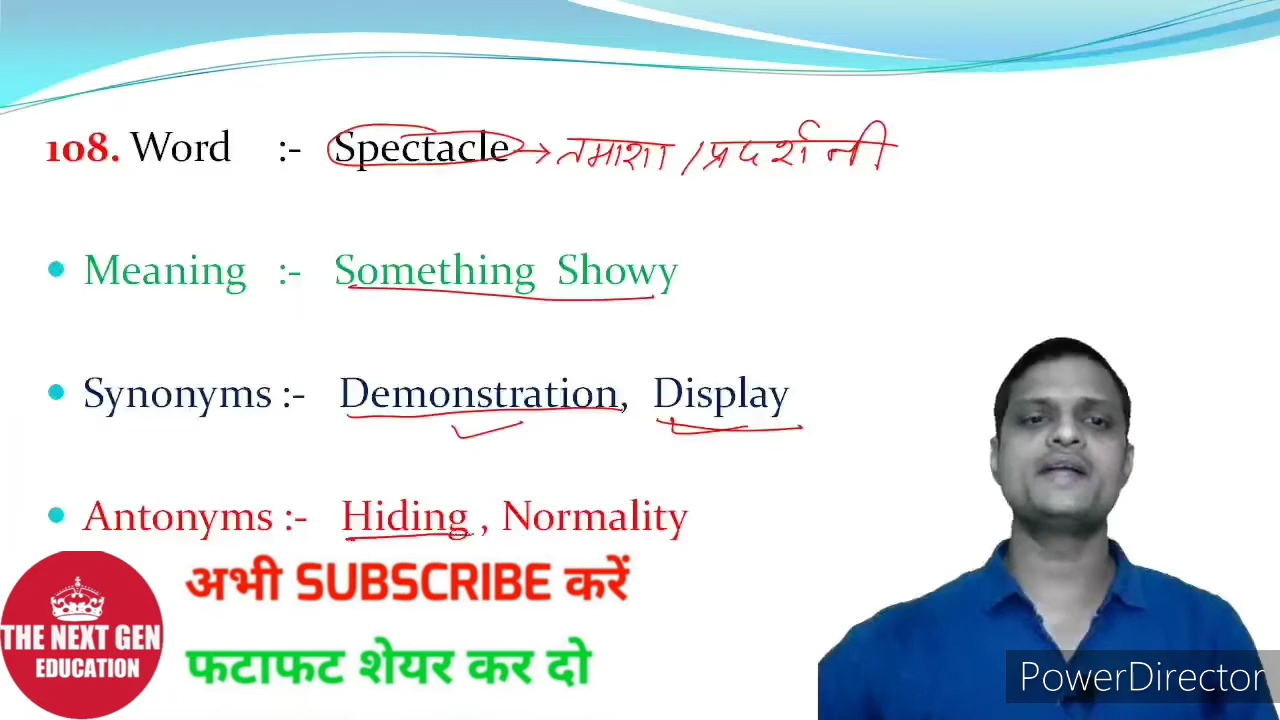 108. Word :- Spectacle → तमाशा / प्रदर्शनी
• Meaning :- Something Showy
• Synonyms :- Demonstration, Display
• Antonyms :- Hiding , Normality
अभी SUBSCRIBE करें
THE NEXT GEN
EDUCATION
फटाफट शेयर कर दो
PowerDirector